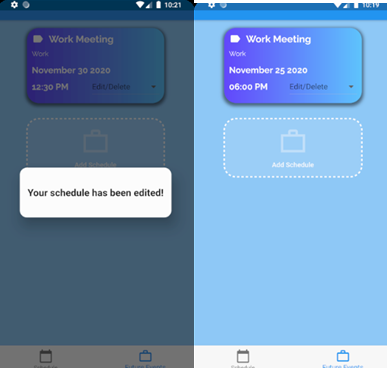 10:21
Work Meeting
Work
November 30 2020
12:30 PM Edit/Delete
Add Schedule
Your schedule has been edited!
Schedule Future Events
10:19
Work Meeting
Work
November 25 2020
06:00 PM Edit/Delete
Add Schedule
Schedule Future Events